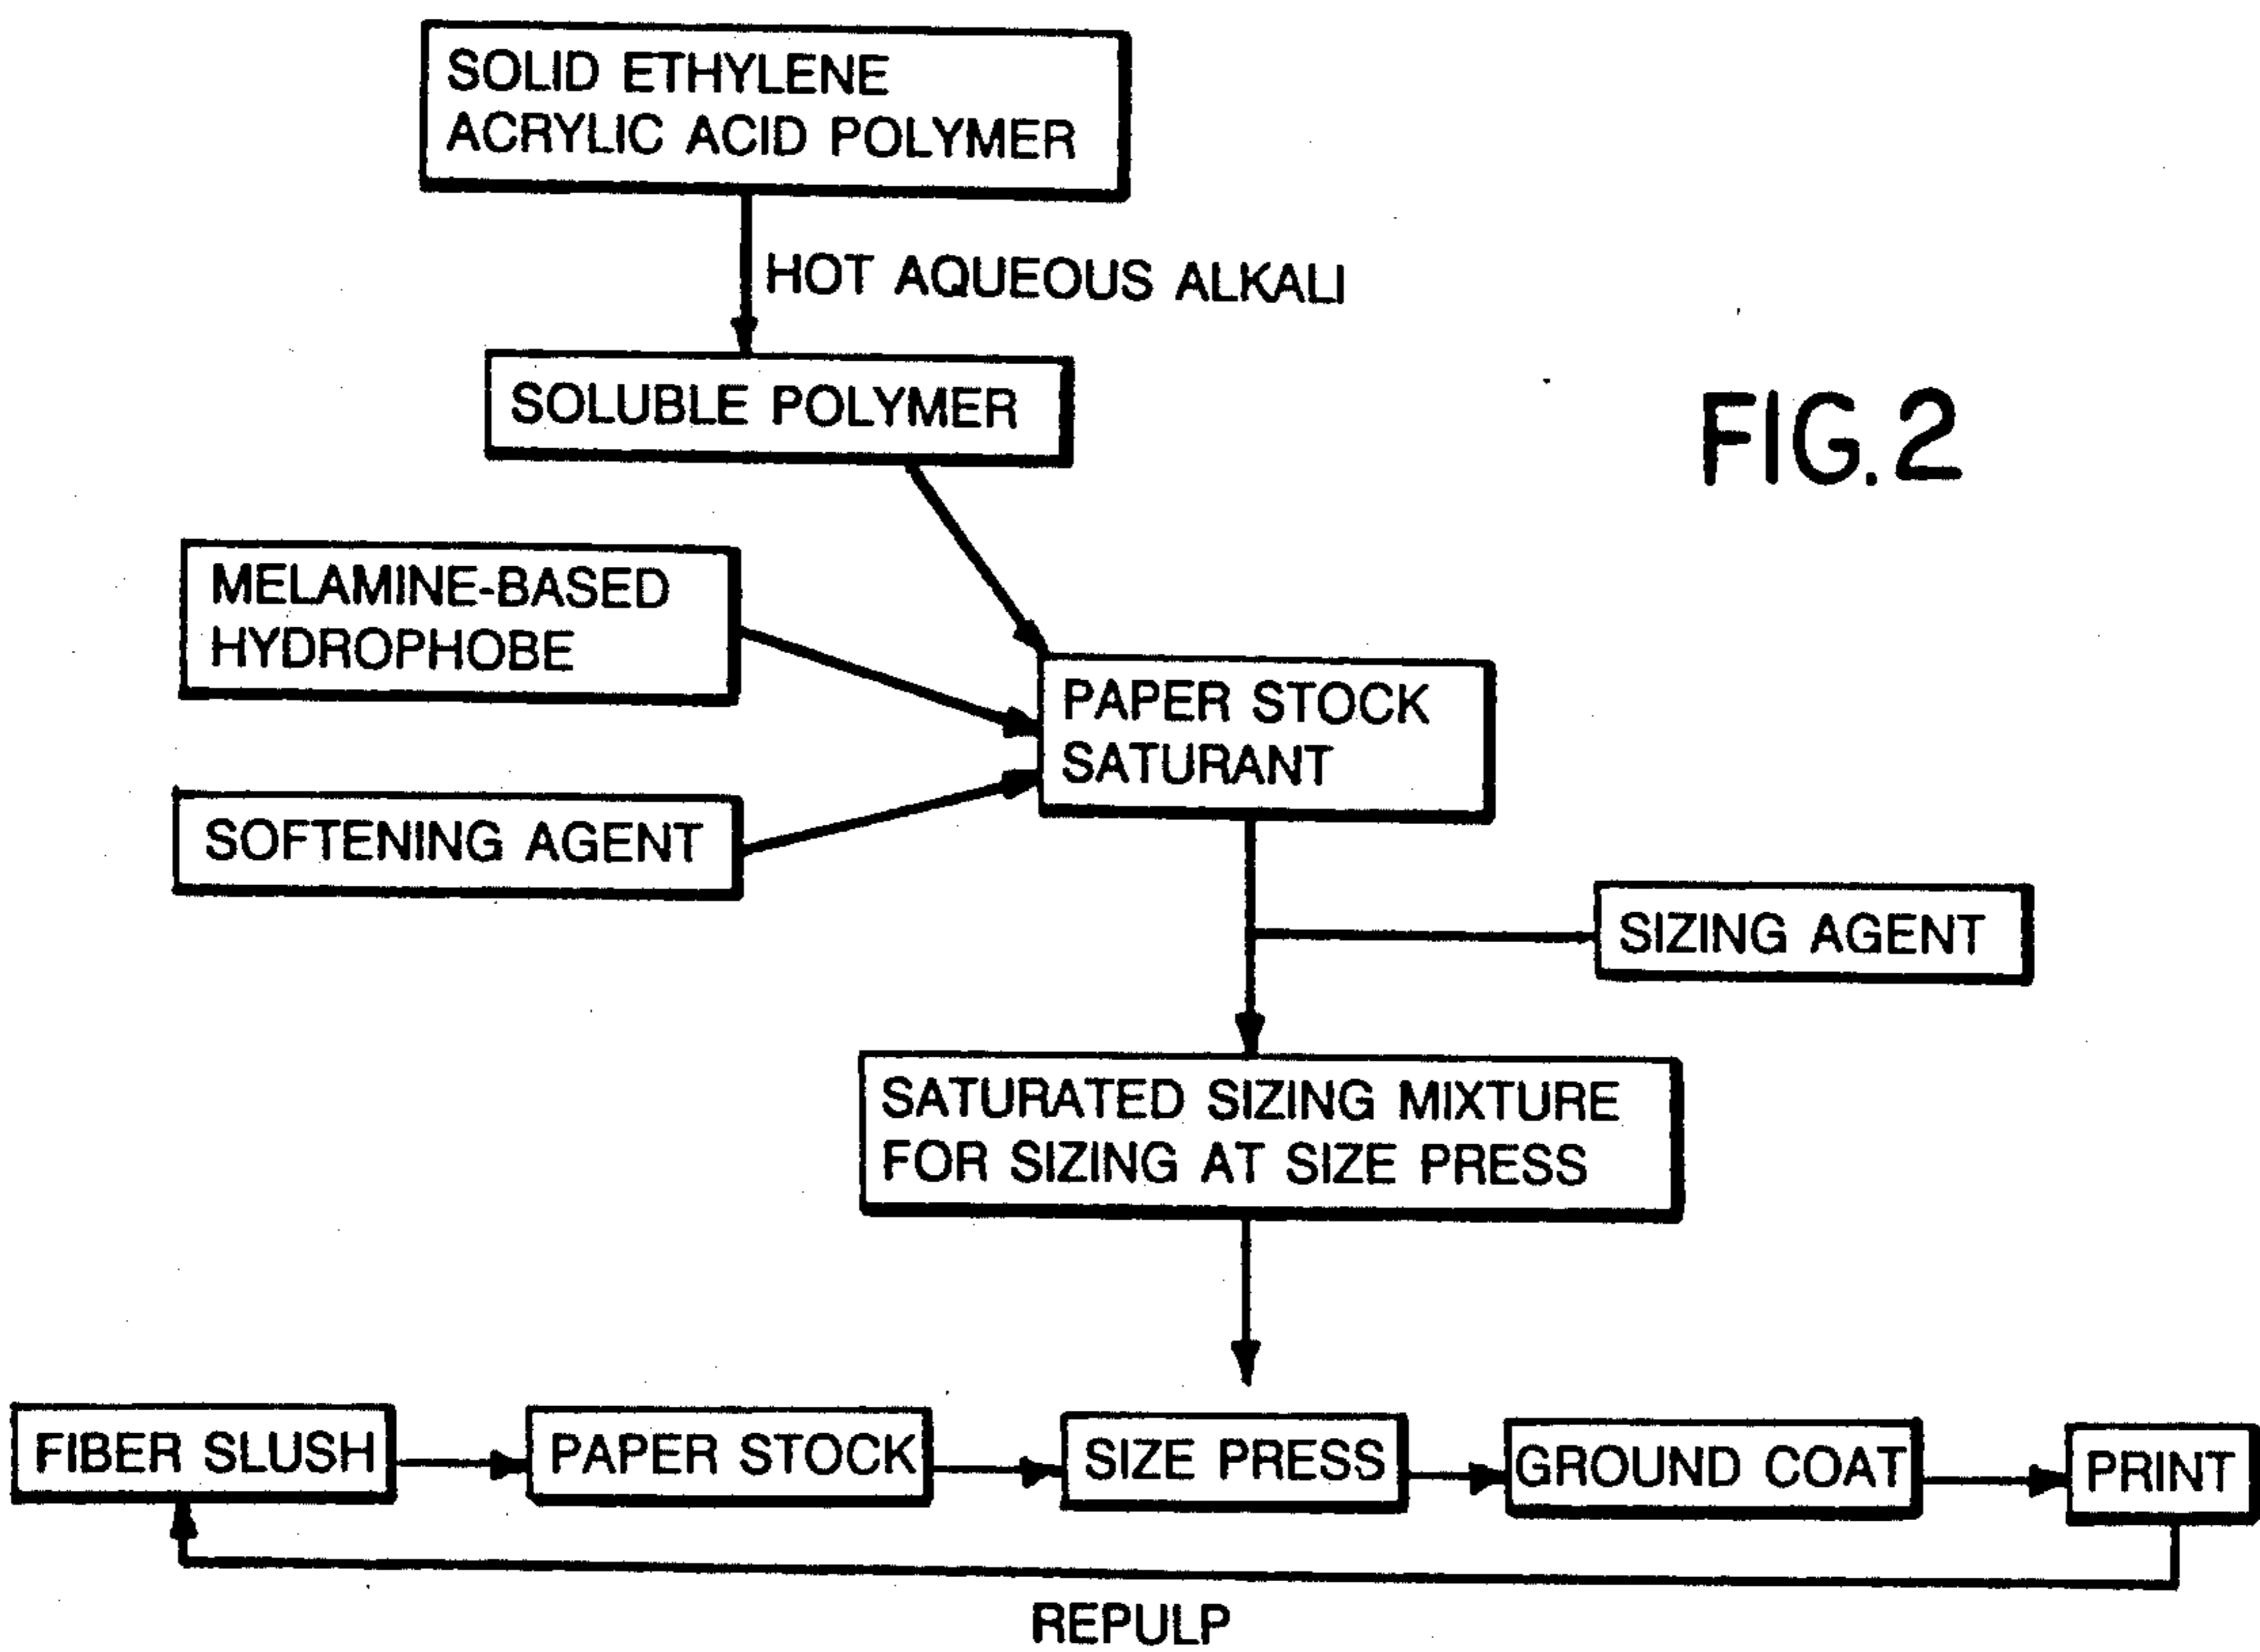 SOLID ETHYLENE
ACRYLIC ACID POLYMER
HOT AQUEOUS ALKALI
SOLUBLE POLYMER
FIG.2
MELAMINE-BASED
HYDROPHOBE
PAPER STOCK
SATURANT
SOFTENING AGENT
SIZING AGENT
SATURATED SIZING MIXTURE
FOR SIZING AT SIZE PRESS
FIBER SLUSH
PAPER STOCK
SIZE PRESS
GROUND COAT
PRINT
REPULP